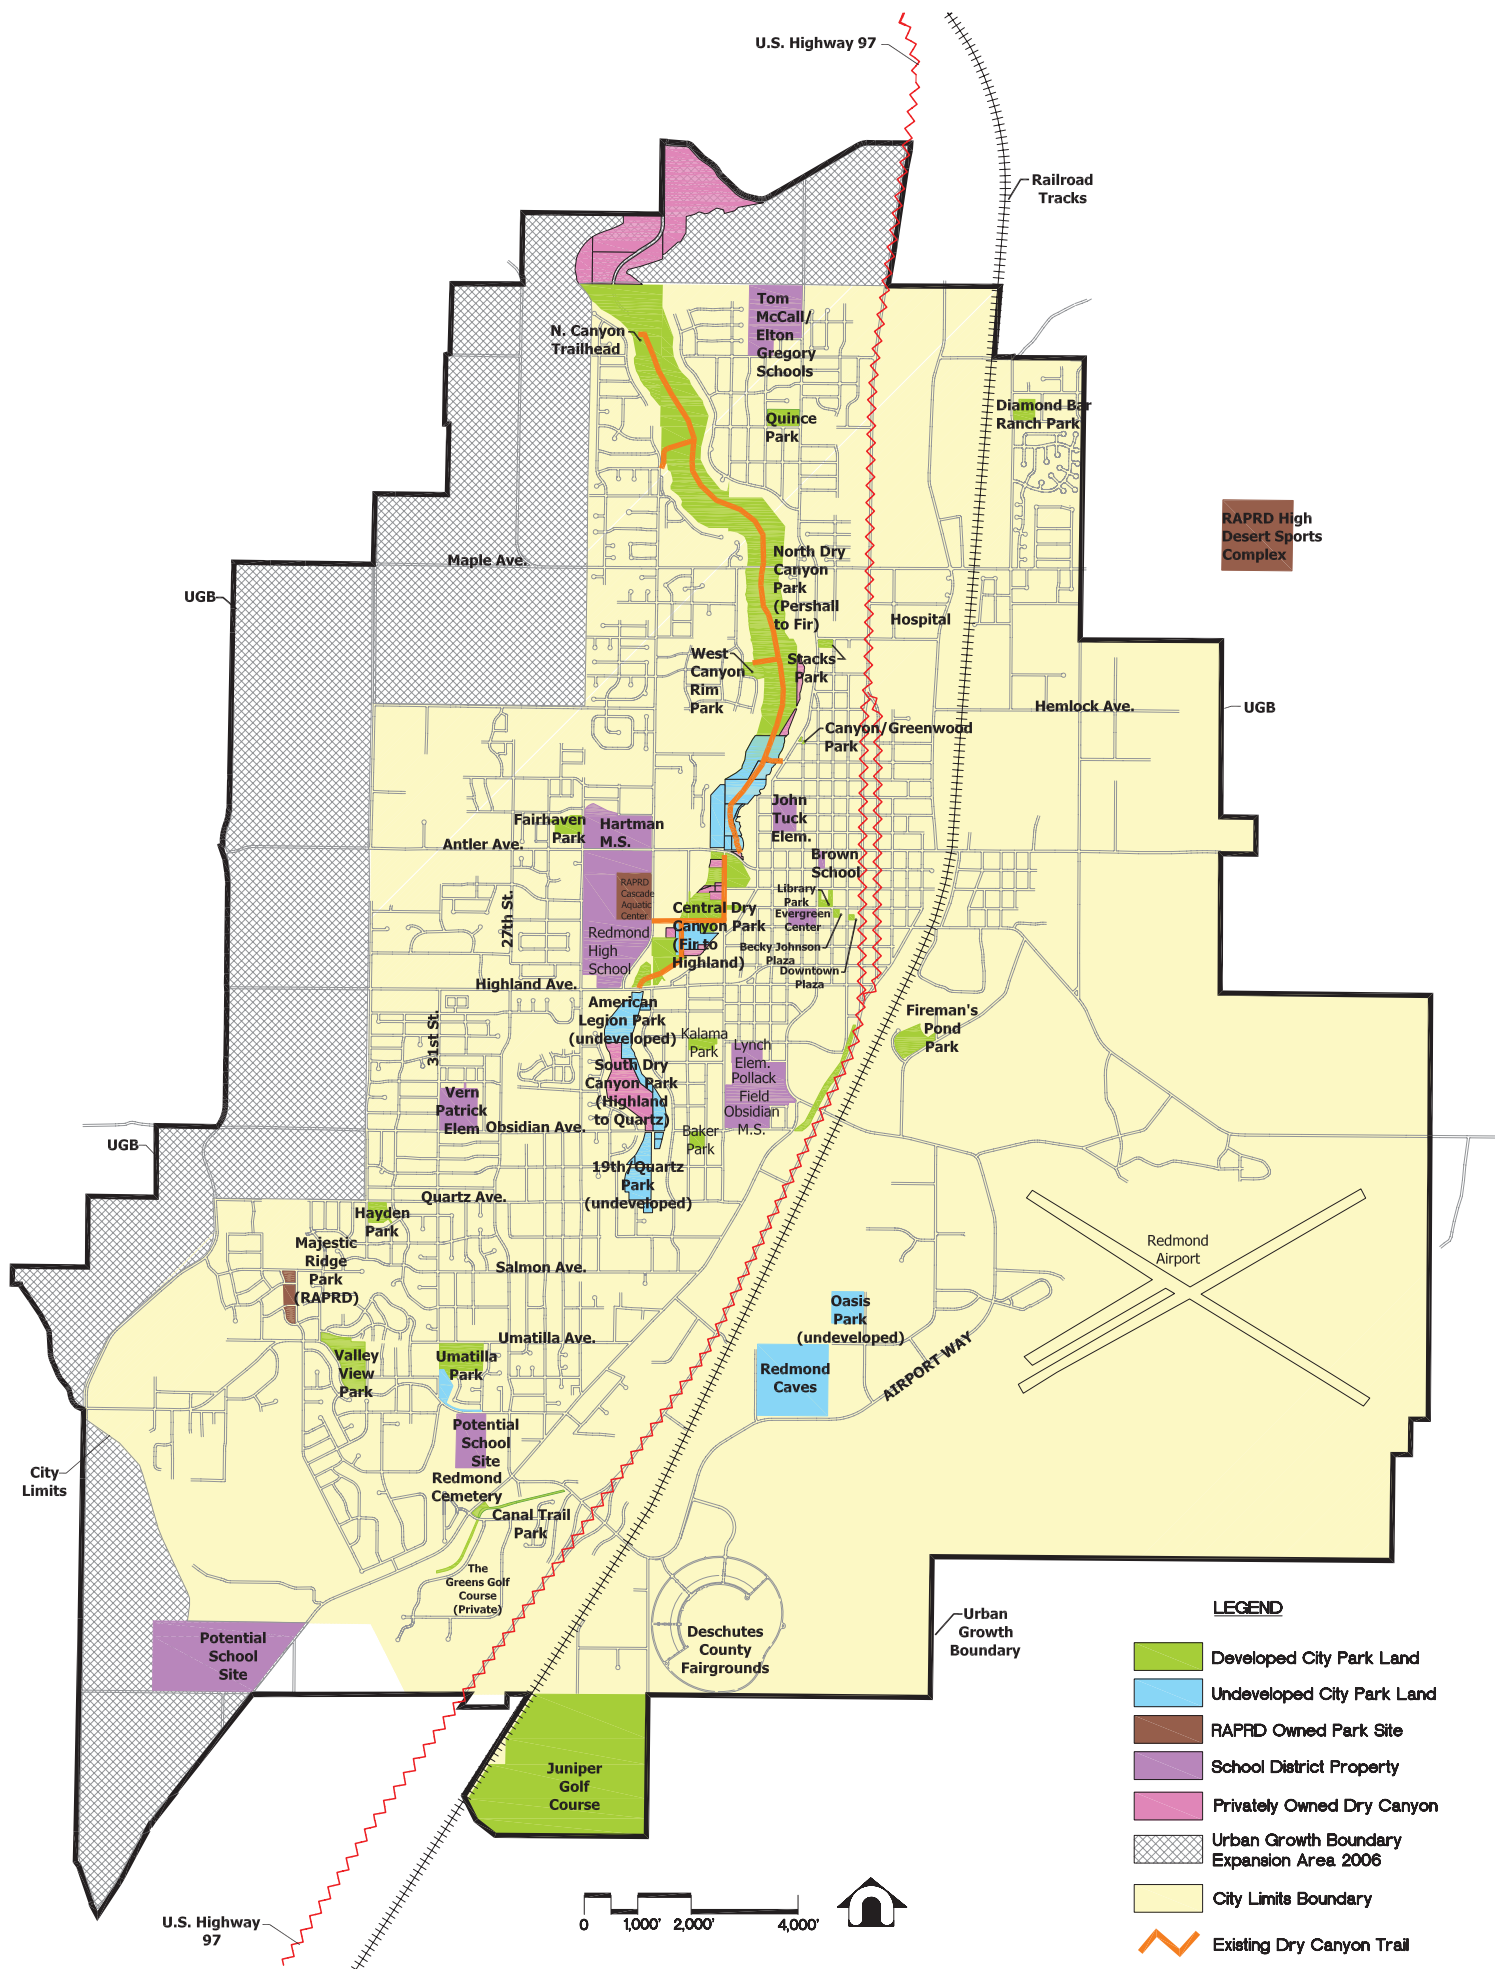 U.S. Highway 97
Railroad
Tracks
Tom
McCall/
Elton
Gregory
Schools
N. Canyon
Trailhead
Diamond Bar
Ranch Park
Quince
Park
RAPRD High
Desert Sports
Complex
North Dry
Canyon
Park
(Pershall
to Fir)
Maple Ave.
UGB
Hospital
West
Canyon
Rim
Park
Stacks
Park
Hemlock Ave.
UGB
Canyon/Greenwood
Park
John
Tuck
Elem.
Fairhaven
Park
Hartman
M.S.
Antler Ave.
Brown
School
RAPRD
Cascade
Aquatic
Center
Library
Park
Evergreen
Center
27th St.
Central Dry
Canyon Park
(Fir to
Highland)
Redmond
High
School
Becky Johnson
Plaza
Downtown
Plaza
Highland Ave.
American
Legion Park
(undeveloped)
Fireman's
Pond
Park
31st St.
Kalama
Park
Lynch
Elem.
Pollack
Field
Obsidian
M.S.
South Dry
Canyon Park
(Highland
to Quartz)
Vern
Patrick
Elem
Obsidian Ave.
Baker
Park
UGB
19th/Quartz
Park
(undeveloped)
Quartz Ave.
Hayden
Park
Majestic
Ridge
Park
(RAPRD)
Redmond
Airport
Salmon Ave.
Oasis
Park
(undeveloped)
Umatilla Ave.
Valley
View
Park
Umatilla
Park
Redmond
Caves
AIRPORT WAY
Potential
School
Site
City
Limits
Redmond
Cemetery
Canal Trail
Park
The
Greens Golf
Course
(Private)
Potential
School
Site
Deschutes
County
Fairgrounds
Urban
Growth
Boundary
Juniper
Golf
Course
U.S. Highway
97
0 1,000' 2,000' 4,000'
LEGEND
Developed City Park Land
Undeveloped City Park Land
RAPRD Owned Park Site
School District Property
Privately Owned Dry Canyon
Urban Growth Boundary
Expansion Area 2006
City Limits Boundary
Existing Dry Canyon Trail